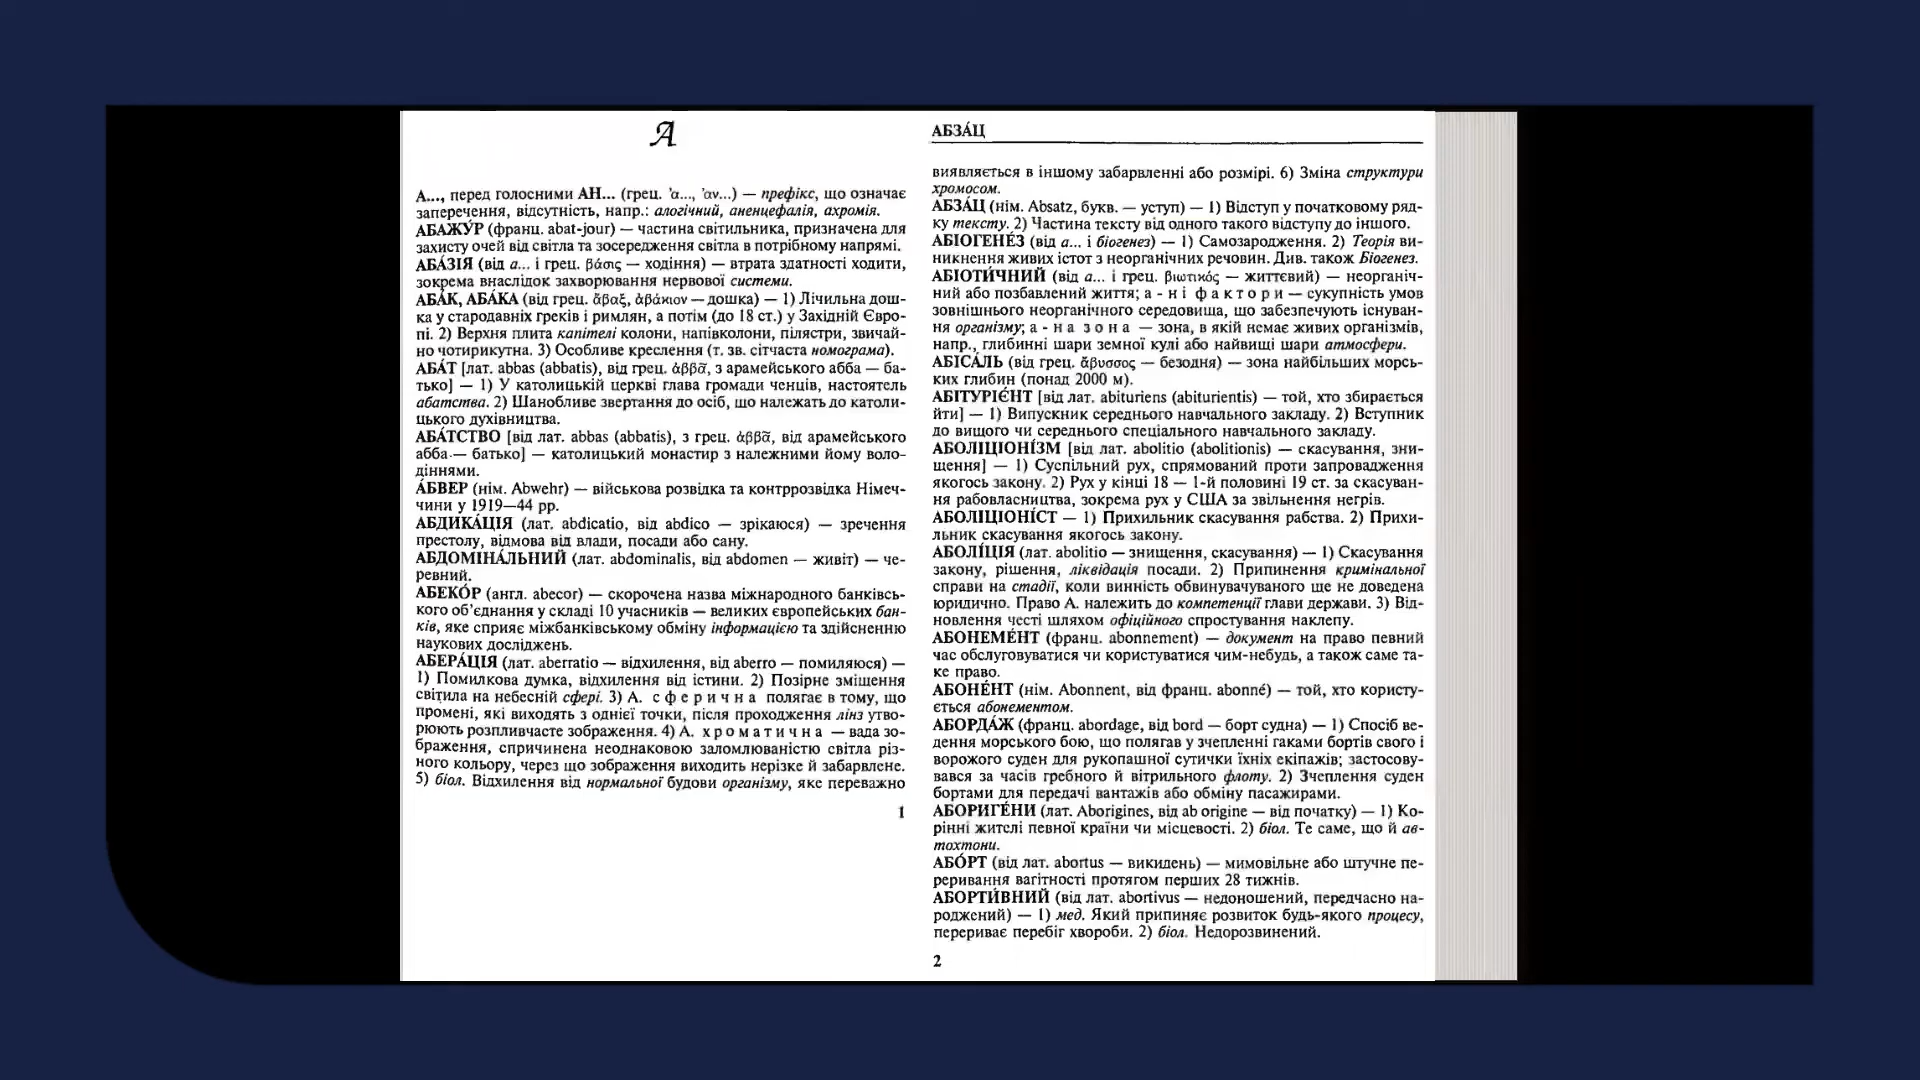 А
А..., перед голосними АН... (грец. ’α..., ’αν...) — префікс, що означає
заперечення, відсутність, напр.: алогічний, аненцефалія, ахромія.
АБАЖУ́Р (франц. abat-jour) — частина світильника, призначена для
захисту очей від світла та зосередження світла в потрібному напрямі.
АБА́ЗІЯ (від а... і грец. βάσις — ходіння) — втрата здатності ходити,
зокрема внаслідок захворювання нервової системи.
АБА́К, АБА́КА (від грец. ἄβαξ, ἀβάκιον — дошка) — 1) Лічильна дош-
ка у стародавніх греків і римлян, а потім (до 18 ст.) у Західній Євро-
пі. 2) Верхня плита капітелі колони, напівколони, пілястри, звичай-
но чотирикутна. 3) Особливе креслення (т. зв. сітчаста номограма).
АБА́Т [лат. abbas (abbatis), від грец. ἀββᾶ, з арамейського абба — ба-
тько] — 1) У католицькій церкві глава громади ченців, настоятель
абатства. 2) Шанобливе звертання до осіб, що належать до католи-
цького духівництва.
АБА́ТСТВО [від лат. abbas (abbatis), з грец. ἀββᾶ, від арамейського
абба — батько] — католицький монастир з належними йому воло-
діннями.
А́БВЕР (нім. Abwehr) — військова розвідка та контррозвідка Німеч-
чини у 1919—44 рр.
АБДИКА́ЦІЯ (лат. abdicatio, від abdico — зрікаюся) — зречення
престолу, відмова від влади, посади або сану.
АБДОМІНА́ЛЬНИЙ (лат. abdominalis, від abdomen — живіт) — че-
ревний.
АБЕКО́Р (англ. abecor) — скорочена назва міжнародного банківсь-
кого об’єднання у складі 10 учасників — великих європейських бан-
ків, яке сприяє міжбанківському обміну інформацією та здійсненню
наукових досліджень.
АБЕРА́ЦІЯ (лат. aberratio — відхилення, від aberro — помиляюся) —
1) Помилкова думка, відхилення від істини. 2) Позірне зміщення
світила на небесній сфері. 3) А. сферична полягає в тому, що
промені, які виходять з однієї точки, після проходження лінз утво-
рюють розпливчасте зображення. 4) А. хроматична — вада зо-
браження, спричинена неоднаковою заломлюваністю світла різ-
ного кольору, через що зображення виходить нерізке й забарвлене.
5) біол. Відхилення від нормальної будови організму, яке переважно
1
АБЗА́Ц
виявляється в іншому забарвленні або розмірі. 6) Зміна структури
хромосом.
АБЗА́Ц (нім. Absatz, букв. — уступ) — 1) Відступ у початковому ряд-
ку тексту. 2) Частина тексту від одного такого відступу до іншого.
АБІОГЕНЕ́З (від а... і біогенез) — 1) Самозародження. 2) Теорія ви-
никнення живих істот з неорганічних речовин. Див. також Біогенез.
АБІОТИ́ЧНИЙ (від а... і грец. βιωτικός — життєвий) — неорганіч-
ний або позбавлений життя; а-ні фактори — сукупність умов
зовнішнього неорганічного середовища, що забезпечують існуван-
ня організму; а-на зона — зона, в якій немає живих організмів,
напр., глибинні шари земної кулі або найвищі шари атмосфери.
АБІСА́ЛЬ (від грец. ἄβυσσος — безодня) — зона найбільших морсь-
ких глибин (понад 2000 м).
АБІТУРІЄ́НТ [від лат. abituriens (abiturientis) — той, хто збирається
йти] — 1) Випускник середнього навчального закладу. 2) Вступник
до вищого чи середнього спеціального навчального закладу.
АБОЛІЦІОНІ́ЗМ [від лат. abolitio (abolitionis) — скасування, зни-
щення] — 1) Суспільний рух, спрямований проти запровадження
якогось закону. 2) Рух у кінці 18 — 1-й половині 19 ст. за скасуван-
ня рабовласництва, зокрема рух у США за звільнення негрів.
АБОЛІЦІОНІ́СТ — 1) Прихильник скасування рабства. 2) Прихи-
льник скасування якогось закону.
АБОЛІ́ЦІЯ (лат. abolitio — знищення, скасування) — 1) Скасування
закону, рішення, ліквідація посади. 2) Припинення кримінальної
справи на стадії, коли винність обвинувачуваного ще не доведена
юридично. Право А. належить до компетенції глави держави. 3) Від-
новлення честі шляхом офіційного спростування наклепу.
АБОНЕМЕ́НТ (франц. abonnement) — документ на право певний
час обслуговуватися чи користуватися чим-небудь, а також саме та-
ке право.
АБОНЕ́НТ (нім. Abonnent, від франц. abonné) — той, хто користу-
ється абонементом.
АБОРДА́Ж (франц. abordage, від bord — борт судна) — 1) Спосіб ве-
дення морського бою, що полягав у зчепленні гаками бортів свого і
ворожого суден для рукопашної сутички їхніх екіпажів; застосову-
вався за часів гребного й вітрильного флоту. 2) Зчеплення суден
бортами для передачі вантажів або обміну пасажирами.
АБОРИГЕ́НИ (лат. Aborigines, від ab origine — від початку) — 1) Ко-
рінні жителі певної країни чи місцевості. 2) біол. Те саме, що й ав-
тохтони.
АБО́РТ (від лат. abortus — викидень) — мимовільне або штучне пе-
реривання вагітності протягом перших 28 тижнів.
АБОРТИ́ВНИЙ (від лат. abortivus — недоношений, передчасно на-
роджений) — 1) мед. Який припиняє розвиток будь-якого процесу,
перериває перебіг хвороби. 2) біол. Недорозвинений.
2